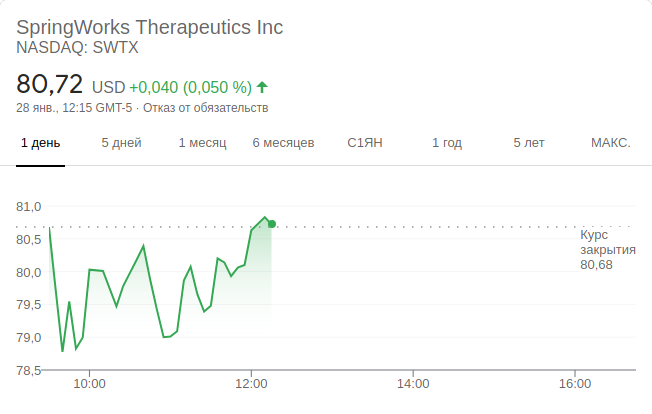 SpringWorks Therapeutics Inc
NASDAQ: SWTX
80,72 USD +0,040 (0,050 %)
28 янв., 12:15 GMT-5 · Отказ от обязательств
1 день 5 дней 1 месяц 6 месяцев С1ЯН 1 год 5 лет МАКС.
81,0
80,5
80,0
79,5
79,0
78,5
Курс
закрытия
80,68
10:00 12:00 14:00 16:00